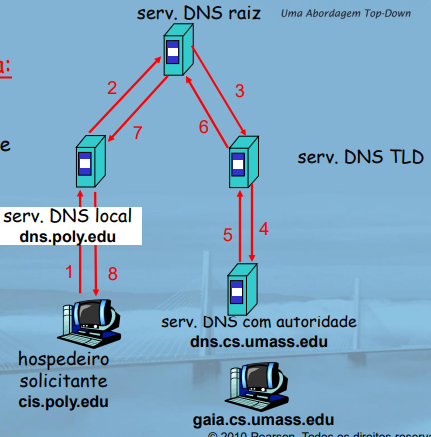 serv. DNS raiz
Uma Abordagem Top-Down
a:
2
3
7
6
e
serv. DNS TLD
serv. DNS local
dns.poly.edu
5
4
1
8
serv. DNS com autoridade
dns.cs.umass.edu
hospedeiro
solicitante
cis.poly.edu
gaia.cs.umass.edu
© 2010 Pearson. Todos os direitos reserv